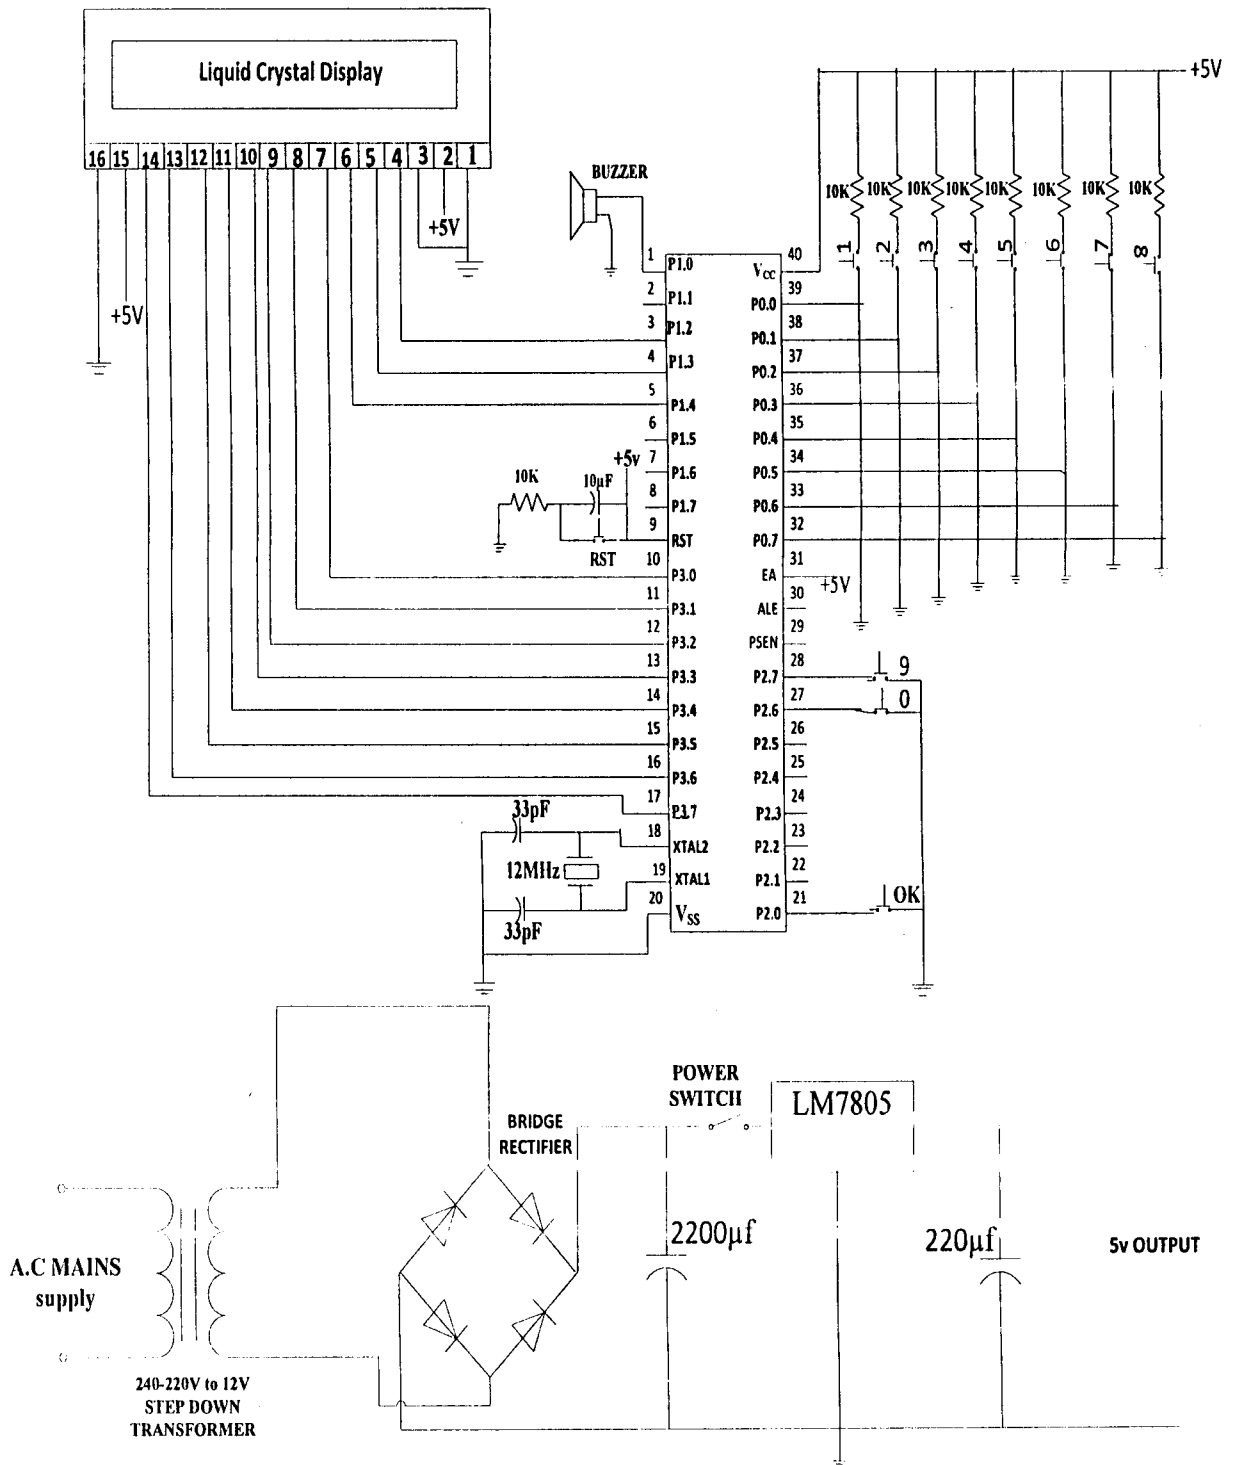 Liquid Crystal Display
16 15 14 13 12 11 10 9 8 7 6 5 4 3 2 1
+5V
+5V
BUZZER
+5V
10K 10K 10K 10K 10K 10K 10K 10K
1 2 3 4 5 6 7 8
1 P1.0
2 P1.1
3 P1.2
4 P1.3
5 P1.4
6 P1.5
7 P1.6
8 P1.7
9 RST
10 P3.0
11 P3.1
12 P3.2
13 P3.3
14 P3.4
15 P3.5
16 P3.6
17 P3.7
18 XTAL2
19 XTAL1
20 VSS
VCC 40
P0.0 39
P0.1 38
P0.2 37
P0.3 36
P0.4 35
P0.5 34
P0.6 33
P0.7 32
EA 31
ALE 30
PSEN 29
P2.7 28
P2.6 27
P2.5 26
P2.4 25
P2.3 24
P2.2 23
P2.1 22
P2.0 21
+5v
10K
10µF
RST
+5V
9
0
OK
33pF
12MHz
33pF
POWER
SWITCH
LM7805
BRIDGE
RECTIFIER
2200µf
220µf
5v OUTPUT
A.C MAINS
supply
240-220V to 12V
STEP DOWN
TRANSFORMER